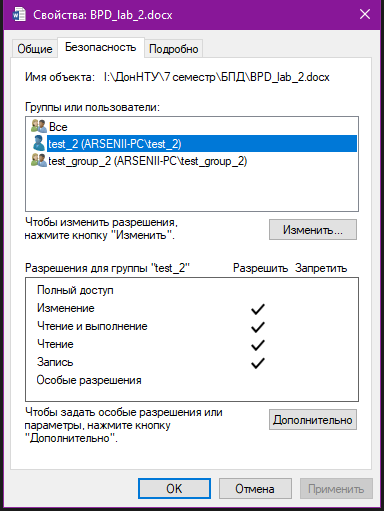 Свойства: BPD_lab_2.docx
Общие Безопасность Подробно
Имя объекта: I:\ДонНТУ\7 семестр\БПД\BPD_lab_2.docx
Группы или пользователи:
Все
test_2 (ARSENII-PC\test_2)
test_group_2 (ARSENII-PC\test_group_2)
Чтобы изменить разрешения,
нажмите кнопку "Изменить".
Изменить...
Разрешения для группы "test_2" Разрешить Запретить
Полный доступ
Изменение
Чтение и выполнение
Чтение
Запись
Особые разрешения
Чтобы задать особые разрешения или
параметры, нажмите кнопку
"Дополнительно".
Дополнительно
OK Отмена Применить